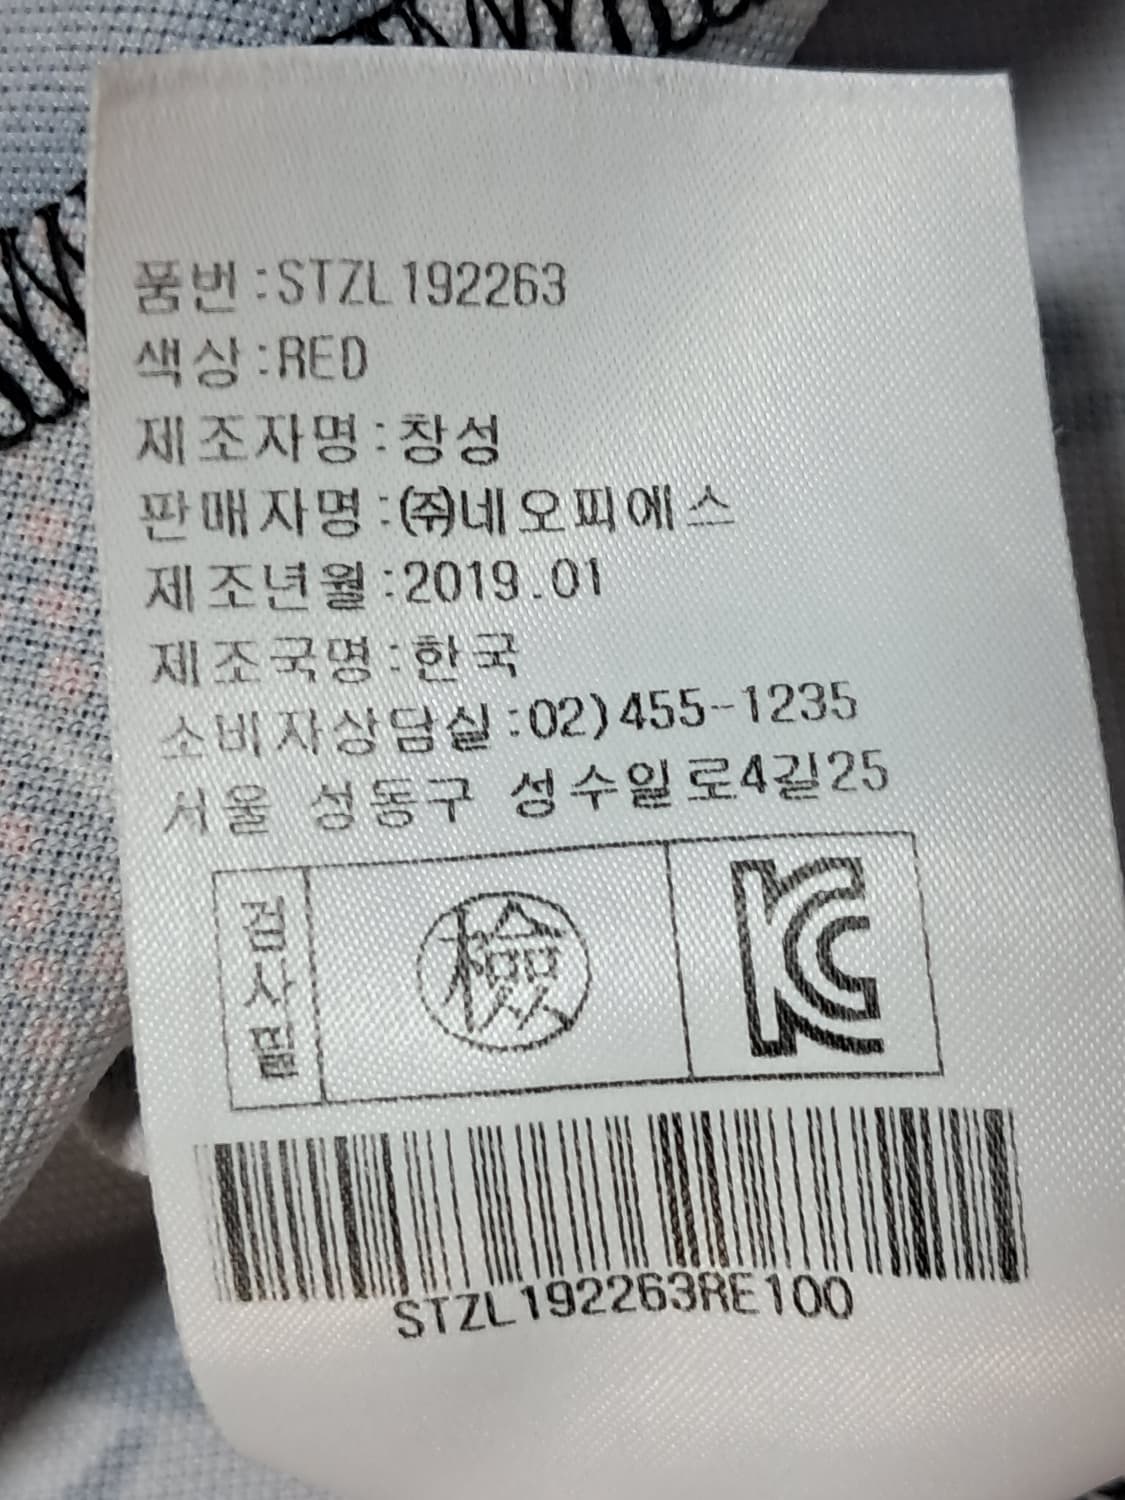 품번:STZL192263
색상:RED
제조자명:창성
판매자명:㈜네오피에스
제조년월:2019.01
제조국명:한국
소비자상담실:02)455-1235
서울 성동구 성수일로4길25
검사필
檢
KC
STZL192263RE100